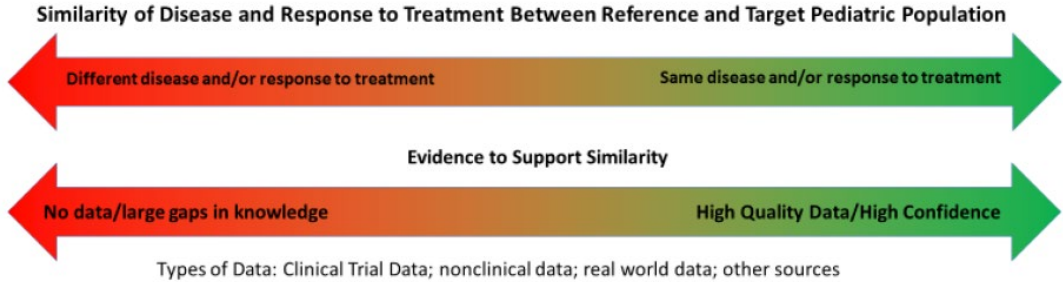 Similarity of Disease and Response to Treatment Between Reference and Target Pediatric Population
Different disease and/or response to treatment
Same disease and/or response to treatment
Evidence to Support Similarity
No data/large gaps in knowledge
High Quality Data/High Confidence
Types of Data: Clinical Trial Data; nonclinical data; real world data; other sources